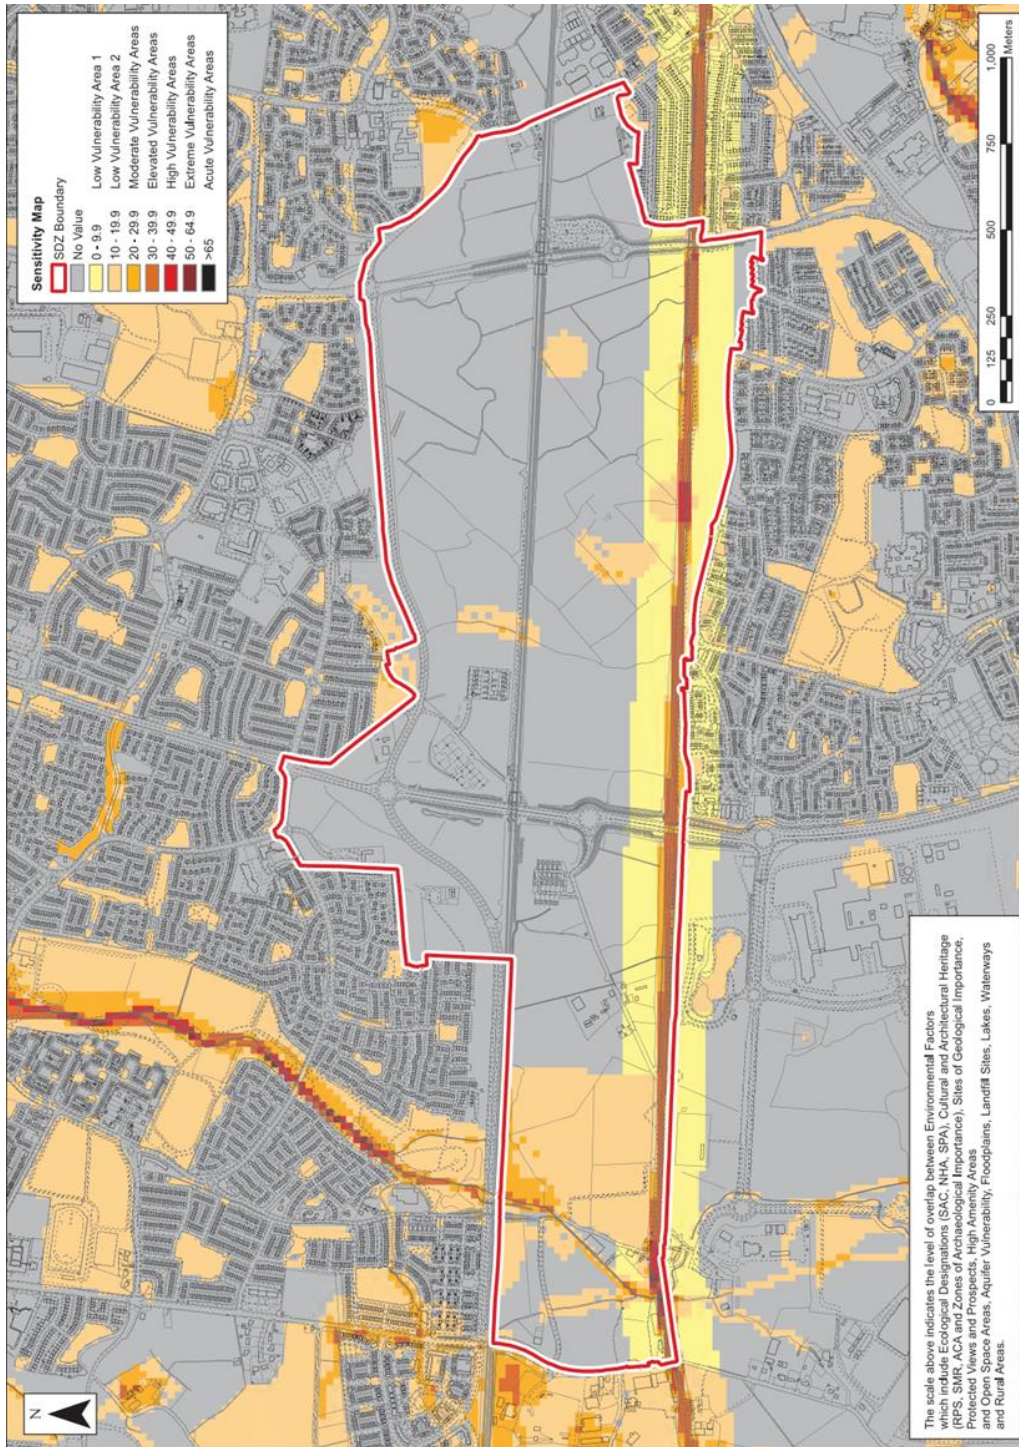 N
Sensitivity Map
SDZ Boundary
No Value
0 - 9.9 Low Vulnerability Area 1
10 - 19.9 Low Vulnerability Area 2
20 - 29.9 Moderate Vulnerability Areas
30 - 39.9 Elevated Vulnerability Areas
40 - 49.9 High Vulnerability Areas
50 - 64.9 Extreme Vulnerability Areas
>65 Acute Vulnerability Areas
The scale above indicates the level of overlap between Environmental Factors
which include Ecological Designations (SAC, NHA, SPA), Cultural and Architectural Heritage
(RPS, SMR, ACA and Zones of Archaeological Importance), Sites of Geological Importance,
Protected Views and Prospects, High Amenity Areas
and Open Space Areas, Aquifer Vulnerability, Floodplains, Landfill Sites, Lakes, Waterways
and Rural Areas.
0 125 250 500 750 1,000
Meters